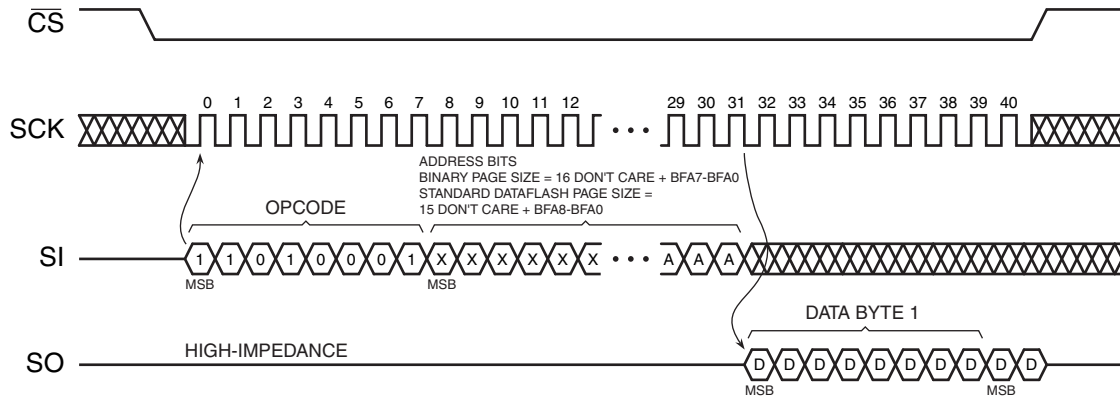 CS
SCK
0 1 2 3 4 5 6 7 8 9 10 11 12 29 30 31 32 33 34 35 36 37 38 39 40
ADDRESS BITS
BINARY PAGE SIZE = 16 DON'T CARE + BFA7-BFA0
STANDARD DATAFLASH PAGE SIZE =
15 DON'T CARE + BFA8-BFA0
OPCODE
SI
1 1 0 1 0 0 0 1 X X X X X X A A A
MSB MSB
DATA BYTE 1
SO
HIGH-IMPEDANCE
D D D D D D D D D D
MSB MSB